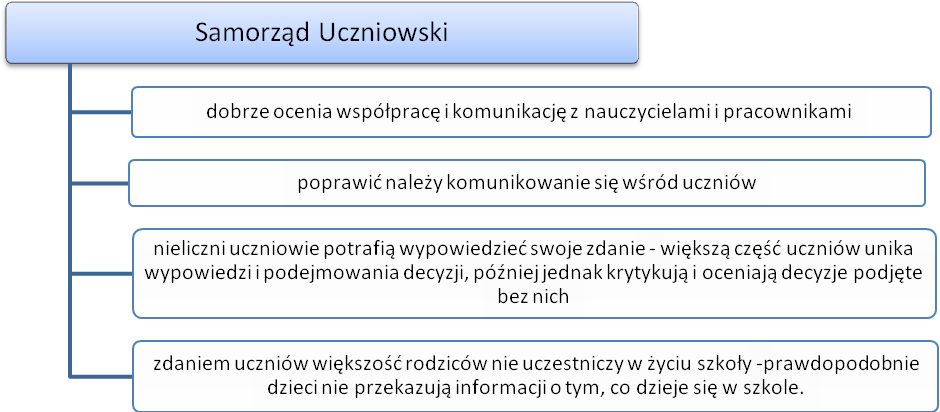 Samorząd Uczniowski
dobrze ocenia współpracę i komunikację z nauczycielami i pracownikami
poprawić należy komunikowanie się wśród uczniów
nieliczni uczniowie potrafią wypowiedzieć swoje zdanie - większą część uczniów unika
wypowiedzi i podejmowania decyzji, później jednak krytykują i oceniają decyzje podjęte
bez nich
zdaniem uczniów większość rodziców nie uczestniczy w życiu szkoły -prawdopodobnie
dzieci nie przekazują informacji o tym, co dzieje się w szkole.